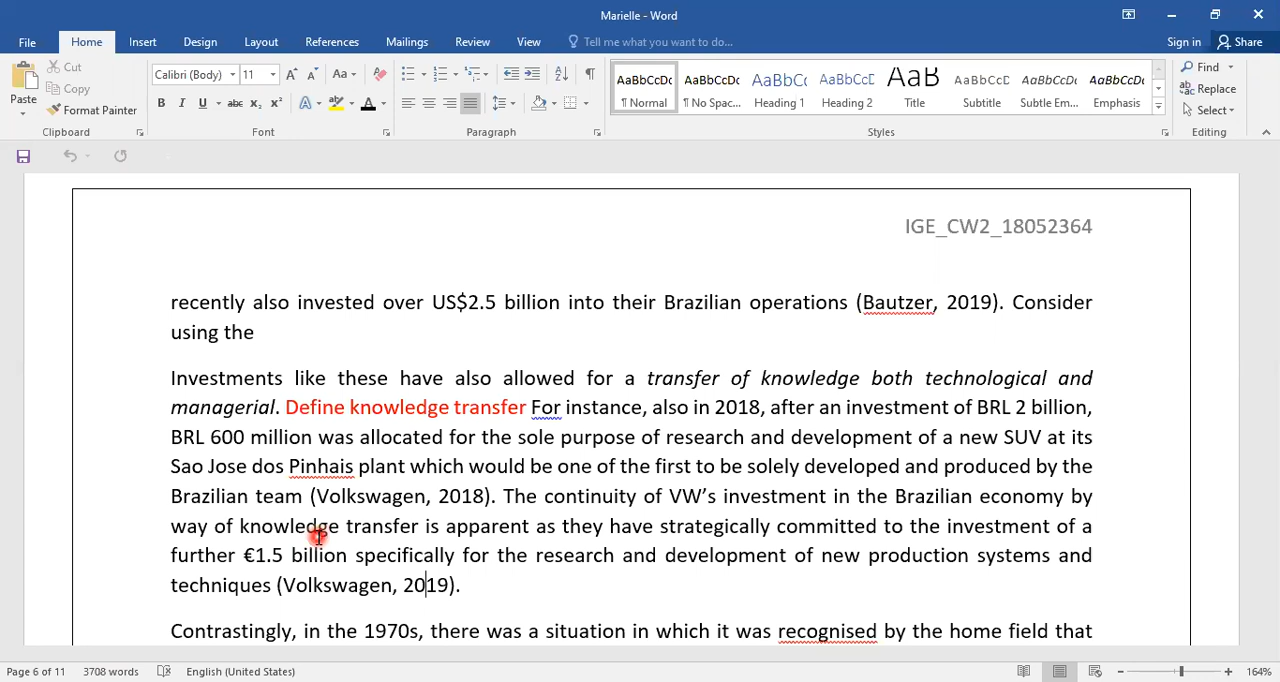 Marielle - Word
File Home Insert Design Layout References Mailings Review View Tell me what you want to do... Sign in Share
Cut
Copy
Format Painter
Paste
Calibri (Body) 11
AaBbCcDc AaBbCcDc AaBbC AaBbCcD AaB AaBbCcD AaBbCcD AaBbCcD
¶ Normal ¶ No Spac... Heading 1 Heading 2 Title Subtitle Subtle Em... Emphasis
Find
Replace
Select
Clipboard Font Paragraph Styles Editing
IGE_CW2_18052364
recently also invested over US$2.5 billion into their Brazilian operations (Bautzer, 2019). Consider
using the
Investments like these have also allowed for a transfer of knowledge both technological and
managerial. Define knowledge transfer For instance, also in 2018, after an investment of BRL 2 billion,
BRL 600 million was allocated for the sole purpose of research and development of a new SUV at its
Sao Jose dos Pinhais plant which would be one of the first to be solely developed and produced by the
Brazilian team (Volkswagen, 2018). The continuity of VW’s investment in the Brazilian economy by
way of knowledge transfer is apparent as they have strategically committed to the investment of a
further €1.5 billion specifically for the research and development of new production systems and
techniques (Volkswagen, 2019).
Contrastingly, in the 1970s, there was a situation in which it was recognised by the home field that
Page 6 of 11 3708 words English (United States) 164%